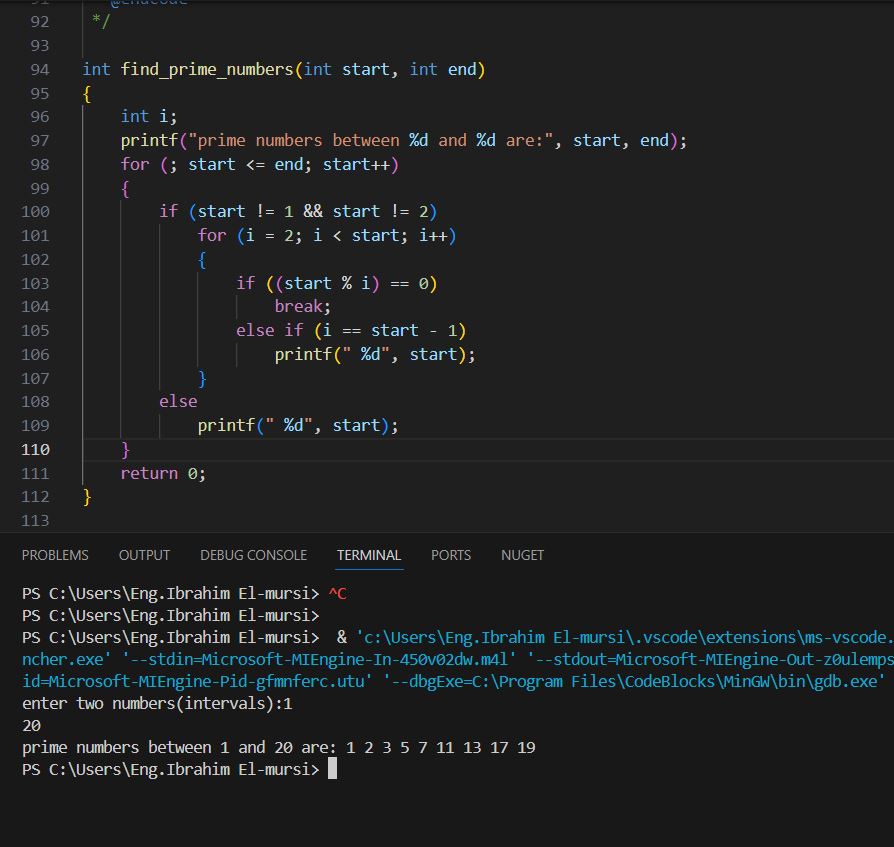 91 @endcode
92 */
93
94 int find_prime_numbers(int start, int end)
95 {
96 int i;
97 printf("prime numbers between %d and %d are:", start, end);
98 for (; start <= end; start++)
99 {
100 if (start != 1 && start != 2)
101 for (i = 2; i < start; i++)
102 {
103 if ((start % i) == 0)
104 break;
105 else if (i == start - 1)
106 printf(" %d", start);
107 }
108 else
109 printf(" %d", start);
110 }
111 return 0;
112 }
113
PROBLEMS OUTPUT DEBUG CONSOLE TERMINAL PORTS NUGET
PS C:\Users\Eng.Ibrahim El-mursi> ^C
PS C:\Users\Eng.Ibrahim El-mursi>
PS C:\Users\Eng.Ibrahim El-mursi>  & 'c:\Users\Eng.Ibrahim El-mursi\.vscode\extensions\ms-vscode.
ncher.exe' '--stdin=Microsoft-MIEngine-In-450v02dw.m4l' '--stdout=Microsoft-MIEngine-Out-z0ulemps
id=Microsoft-MIEngine-Pid-gfmnferc.utu' '--dbgExe=C:\Program Files\CodeBlocks\MinGW\bin\gdb.exe'
enter two numbers(intervals):1
20
prime numbers between 1 and 20 are: 1 2 3 5 7 11 13 17 19
PS C:\Users\Eng.Ibrahim El-mursi>